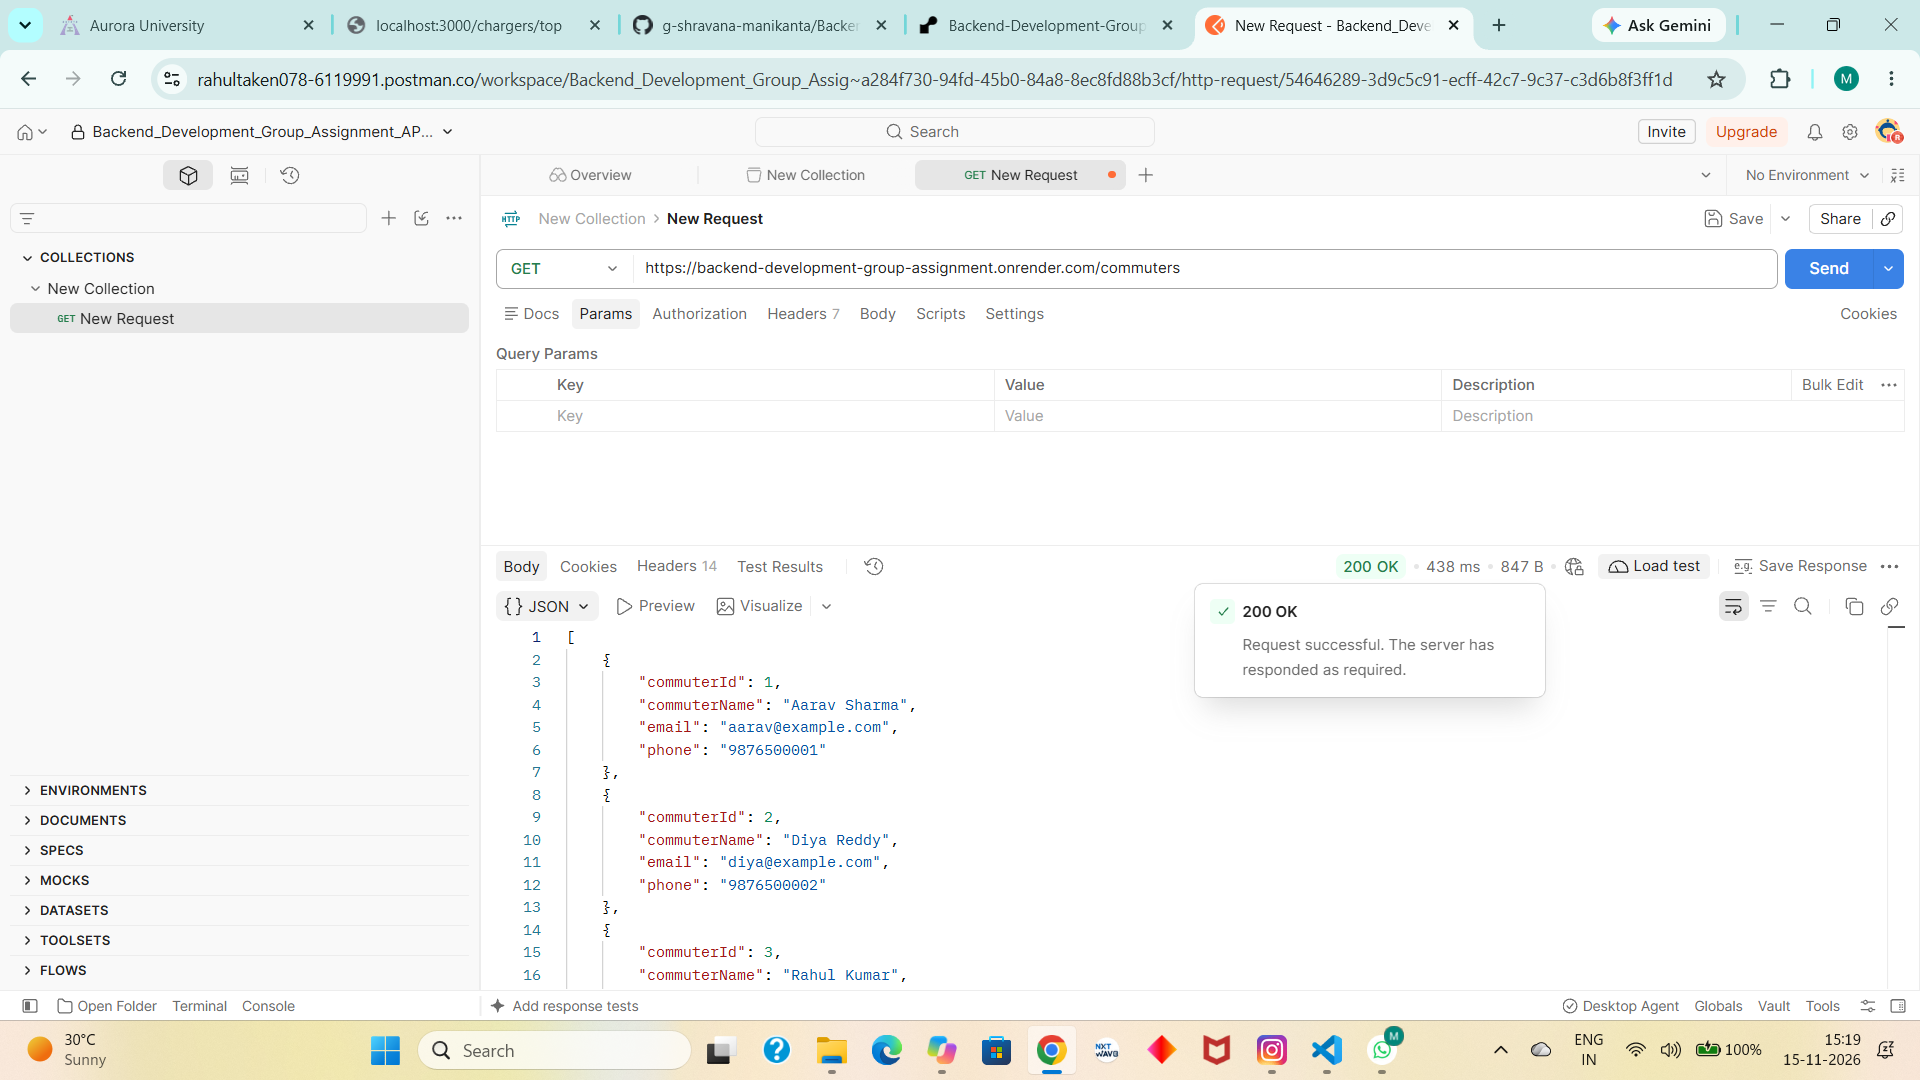 Aurora University
localhost:3000/chargers/top
g-shravana-manikanta/Backer
Backend-Development-Group
New Request - Backend_Deve
Ask Gemini
rahultaken078-6119991.postman.co/workspace/Backend_Development_Group_Assig~a284f730-94fd-45b0-84a8-8ec8fd88b3cf/http-request/54646289-3d9c5c91-ecff-42c7-9c37-c3d6b8f3ff1d
M
Backend_Development_Group_Assignment_AP...
Search
Invite
Upgrade
R
Overview
New Collection
GET New Request
No Environment
HTTP
New Collection > New Request
Save
Share
COLLECTIONS
New Collection
GET New Request
GET
https://backend-development-group-assignment.onrender.com/commuters
Send
Docs
Params
Authorization
Headers 7
Body
Scripts
Settings
Cookies
Query Params
Key
Value
Description
Bulk Edit
Key
Value
Description
Body
Cookies
Headers 14
Test Results
200 OK
438 ms
847 B
Load test
e.g. Save Response
{} JSON
Preview
Visualize
200 OK
Request successful. The server has
responded as required.
1 [
2 {
3 "commuterId": 1,
4 "commuterName": "Aarav Sharma",
5 "email": "aarav@example.com",
6 "phone": "9876500001"
7 },
8 {
9 "commuterId": 2,
10 "commuterName": "Diya Reddy",
11 "email": "diya@example.com",
12 "phone": "9876500002"
13 },
14 {
15 "commuterId": 3,
16 "commuterName": "Rahul Kumar",
ENVIRONMENTS
DOCUMENTS
SPECS
MOCKS
DATASETS
TOOLSETS
FLOWS
Open Folder
Terminal
Console
Add response tests
Desktop Agent
Globals
Vault
Tools
30°C
Sunny
Search
NXT
WAVE
M
ENG
IN
100%
15:19
15-11-2026